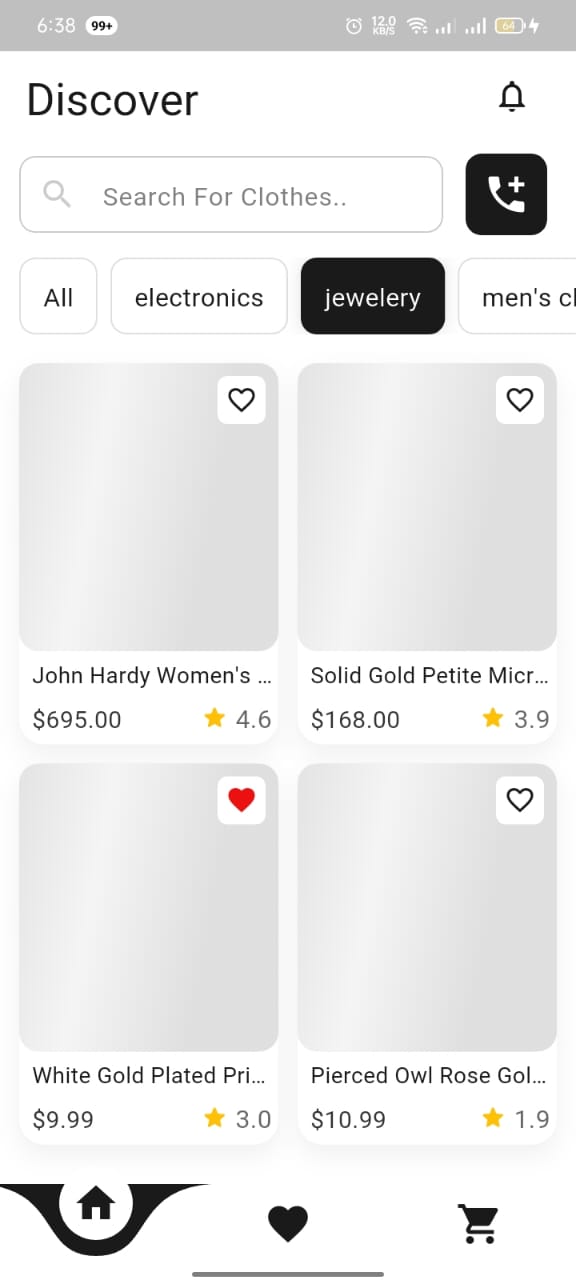 6:38 99+ 12.0 KB/S 64
Discover
Search For Clothes..
All electronics jewelery men's cl
John Hardy Women's ... Solid Gold Petite Micr...
$695.00 4.6 $168.00 3.9
White Gold Plated Pri... Pierced Owl Rose Gol...
$9.99 3.0 $10.99 1.9